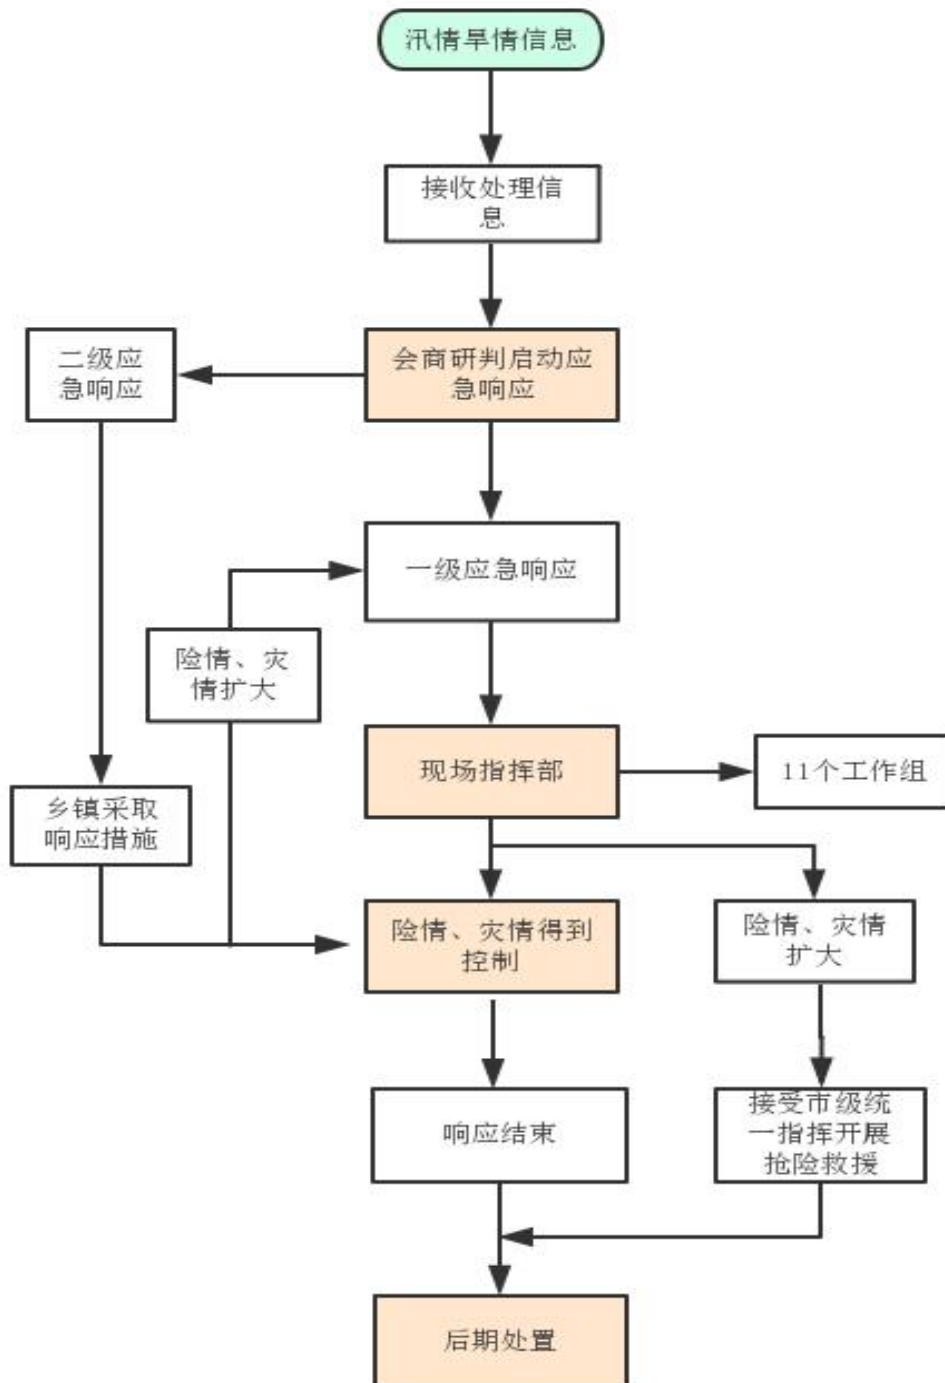 汛情旱情信息
接收处理信
息
会商研判启动应
急响应
二级应
急响应
一级应急响应
险情、灾
情扩大
现场指挥部
11个工作组
乡镇采取
响应措施
险情、灾情得到
控制
险情、灾情
扩大
响应结束
接受市级统
一指挥开展
抢险救援
后期处置